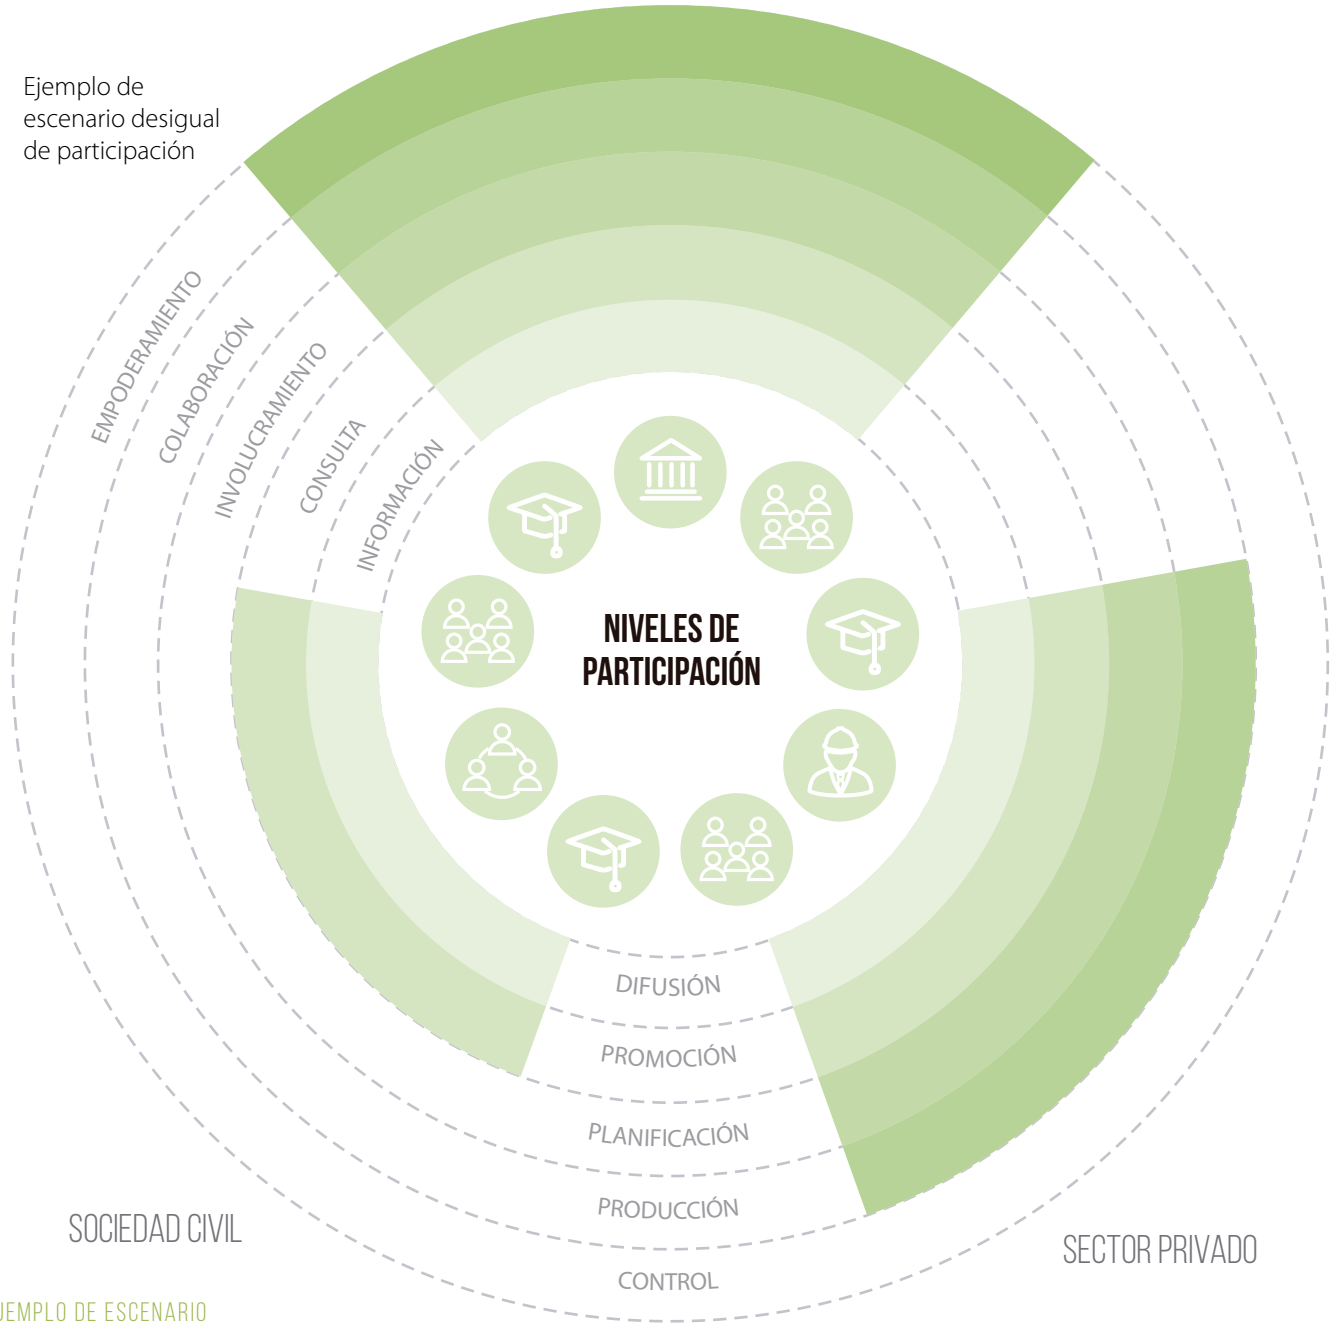 Ejemplo de
escenario desigual
de participación
EMPODERAMIENTO
COLABORACIÓN
INVOLUCRAMIENTO
CONSULTA
INFORMACIÓN
NIVELES DE
PARTICIPACIÓN
DIFUSIÓN
PROMOCIÓN
PLANIFICACIÓN
PRODUCCIÓN
CONTROL
SOCIEDAD CIVIL
SECTOR PRIVADO
JEMPLO DE ESCENARIO